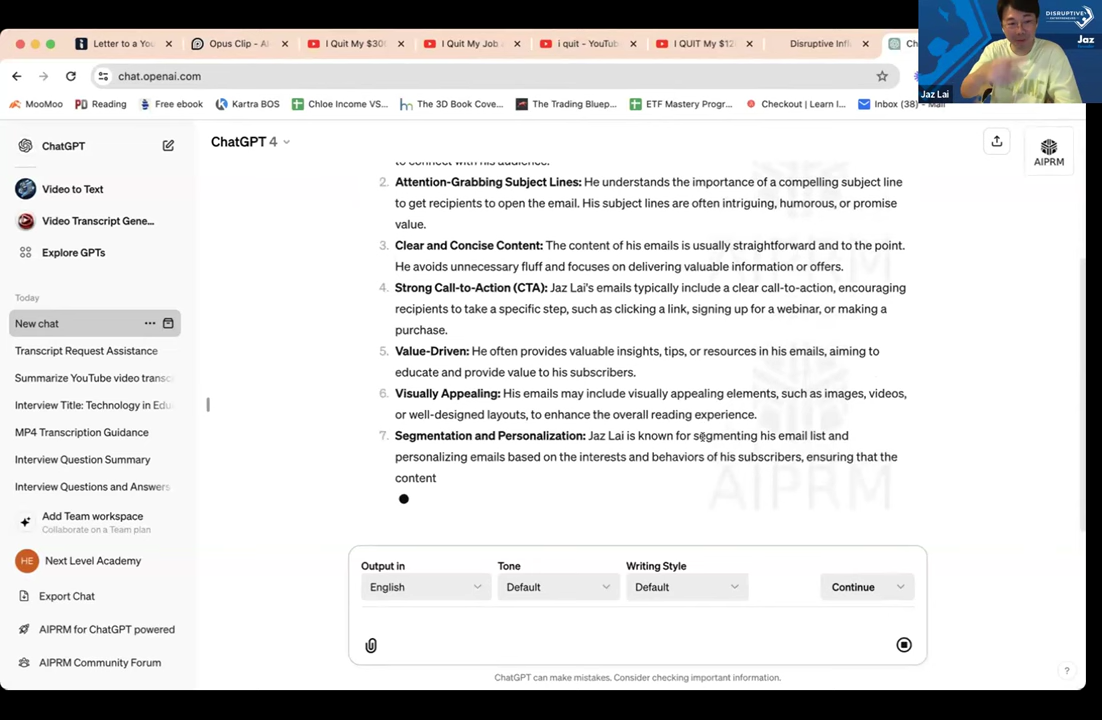 DISRUPTIVE
Jaz
Jaz Lai
Letter to a You
Opus Clip - AI-
I Quit My $30
I Quit My Job
i quit - YouTub
I QUIT My $12
Disruptive Infl
chat.openai.com
MooMoo
Reading
Free ebook
Kartra BOS
Chloe Income VS...
The 3D Book Cove...
The Trading Bluep...
ETF Mastery Progr...
Checkout | Learn I...
Inbox (38)
ChatGPT
ChatGPT 4
AIPRM
Video to Text
Video Transcript Gene...
Explore GPTs
Today
New chat
Transcript Request Assistance
Summarize YouTube video transc
Interview Title: Technology in Edu
MP4 Transcription Guidance
Interview Question Summary
Interview Questions and Answers
Add Team workspace
Collaborate on a Team plan
HE Next Level Academy
Export Chat
AIPRM for ChatGPT powered
AIPRM Community Forum
to connect with his audience.
2. Attention-Grabbing Subject Lines: He understands the importance of a compelling subject line
to get recipients to open the email. His subject lines are often intriguing, humorous, or promise
value.
3. Clear and Concise Content: The content of his emails is usually straightforward and to the point.
He avoids unnecessary fluff and focuses on delivering valuable information or offers.
4. Strong Call-to-Action (CTA): Jaz Lai's emails typically include a clear call-to-action, encouraging
recipients to take a specific step, such as clicking a link, signing up for a webinar, or making a
purchase.
5. Value-Driven: He often provides valuable insights, tips, or resources in his emails, aiming to
educate and provide value to his subscribers.
6. Visually Appealing: His emails may include visually appealing elements, such as images, videos,
or well-designed layouts, to enhance the overall reading experience.
7. Segmentation and Personalization: Jaz Lai is known for segmenting his email list and
personalizing emails based on the interests and behaviors of his subscribers, ensuring that the
content
AIPRM
Output in
Tone
Writing Style
English
Default
Default
Continue
ChatGPT can make mistakes. Consider checking important information.
?